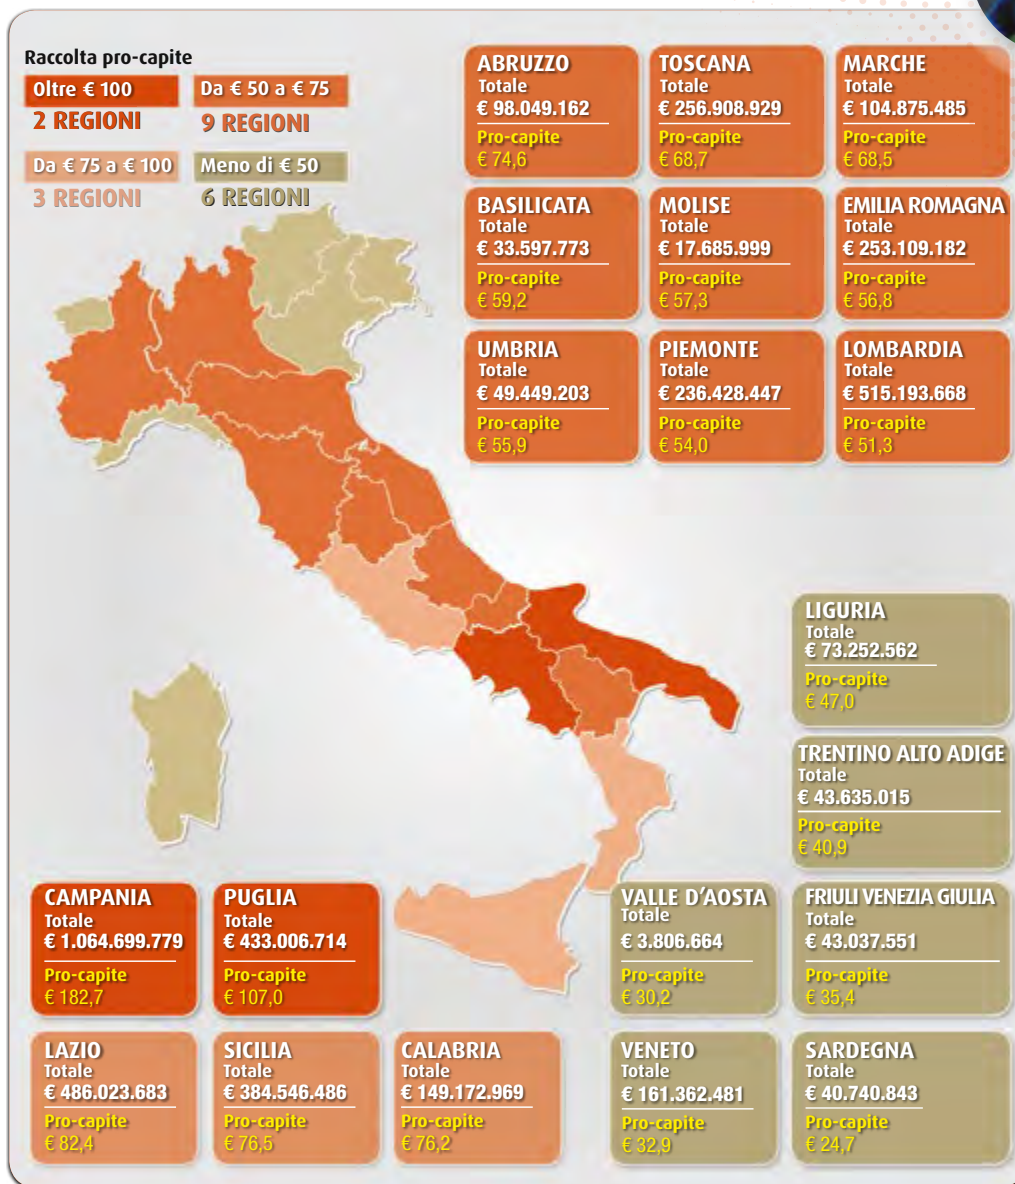 Raccolta pro-capite
Oltre € 100
2 REGIONI
Da € 50 a € 75
9 REGIONI
Da € 75 a € 100
3 REGIONI
Meno di € 50
6 REGIONI
ABRUZZO
Totale
€ 98.049.162
Pro-capite
€ 74,6
TOSCANA
Totale
€ 256.908.929
Pro-capite
€ 68,7
MARCHE
Totale
€ 104.875.485
Pro-capite
€ 68,5
BASILICATA
Totale
€ 33.597.773
Pro-capite
€ 59,2
MOLISE
Totale
€ 17.685.999
Pro-capite
€ 57,3
EMILIA ROMAGNA
Totale
€ 253.109.182
Pro-capite
€ 56,8
UMBRIA
Totale
€ 49.449.203
Pro-capite
€ 55,9
PIEMONTE
Totale
€ 236.428.447
Pro-capite
€ 54,0
LOMBARDIA
Totale
€ 515.193.668
Pro-capite
€ 51,3
LIGURIA
Totale
€ 73.252.562
Pro-capite
€ 47,0
TRENTINO ALTO ADIGE
Totale
€ 43.635.015
Pro-capite
€ 40,9
CAMPANIA
Totale
€ 1.064.699.779
Pro-capite
€ 182,7
PUGLIA
Totale
€ 433.006.714
Pro-capite
€ 107,0
VALLE D'AOSTA
Totale
€ 3.806.664
Pro-capite
€ 30,2
FRIULI VENEZIA GIULIA
Totale
€ 43.037.551
Pro-capite
€ 35,4
LAZIO
Totale
€ 486.023.683
Pro-capite
€ 82,4
SICILIA
Totale
€ 384.546.486
Pro-capite
€ 76,5
CALABRIA
Totale
€ 149.172.969
Pro-capite
€ 76,2
VENETO
Totale
€ 161.362.481
Pro-capite
€ 32,9
SARDEGNA
Totale
€ 40.740.843
Pro-capite
€ 24,7